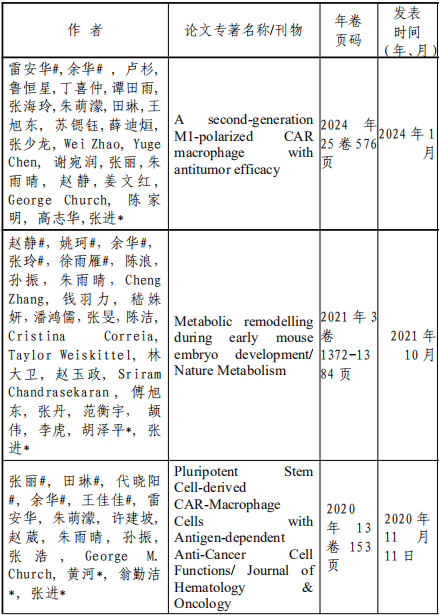 作 者
论文专著名称/刊物
年卷
页码
发表
时间
(年、月)
雷安华#,余华# , 卢杉,
鲁恒星,丁喜仲,谭田雨,
张海玲,朱萌濛,田琳,王
旭东, 苏锶钰,薛迪烜,
张少龙, Wei Zhao, Yuge
Chen, 谢宛润,张丽,朱
雨晴, 赵静,姜文红,
George Church, 陈家
明, 高志华,张进*
A second-generation
M1-polarized CAR
macrophage with
antitumor efficacy
2024 年
25 卷 576
页
2024 年 1
月
赵静#, 姚珂#, 余华#,
张玲#, 徐雨雁#, 陈浪,
孙振, 朱雨晴, Cheng
Zhang, 钱羽力, 嵇姝
妍, 潘鸿儒, 张旻, 陈洁,
Cristina Correia,
Taylor Weiskittel, 林
大卫, 赵玉政, Sriram
Chandrasekaran, 傅旭
东, 张丹, 范衡宇, 颉
伟, 李虎, 胡泽平*, 张
进*
Metabolic remodelling
during early mouse
embryo development/
Nature Metabolism
2021 年 3
卷
1372-13
84 页
2021 年
10 月
张丽#, 田琳#, 代晓阳
#, 余华#, 王佳佳#, 雷
安华, 朱萌濛, 许建坡,
赵葳, 朱雨晴, 孙振,
张浩, George M.
Church, 黄河*, 翁勤洁
*, 张进*
Pluripotent Stem
Cell-derived
CAR-Macrophage
Cells with
Antigen-dependent
Anti-Cancer Cell
Functions/ Journal of
Hematology &
Oncology
2020
年 13
卷 153
页
2020 年
11 月
11 日